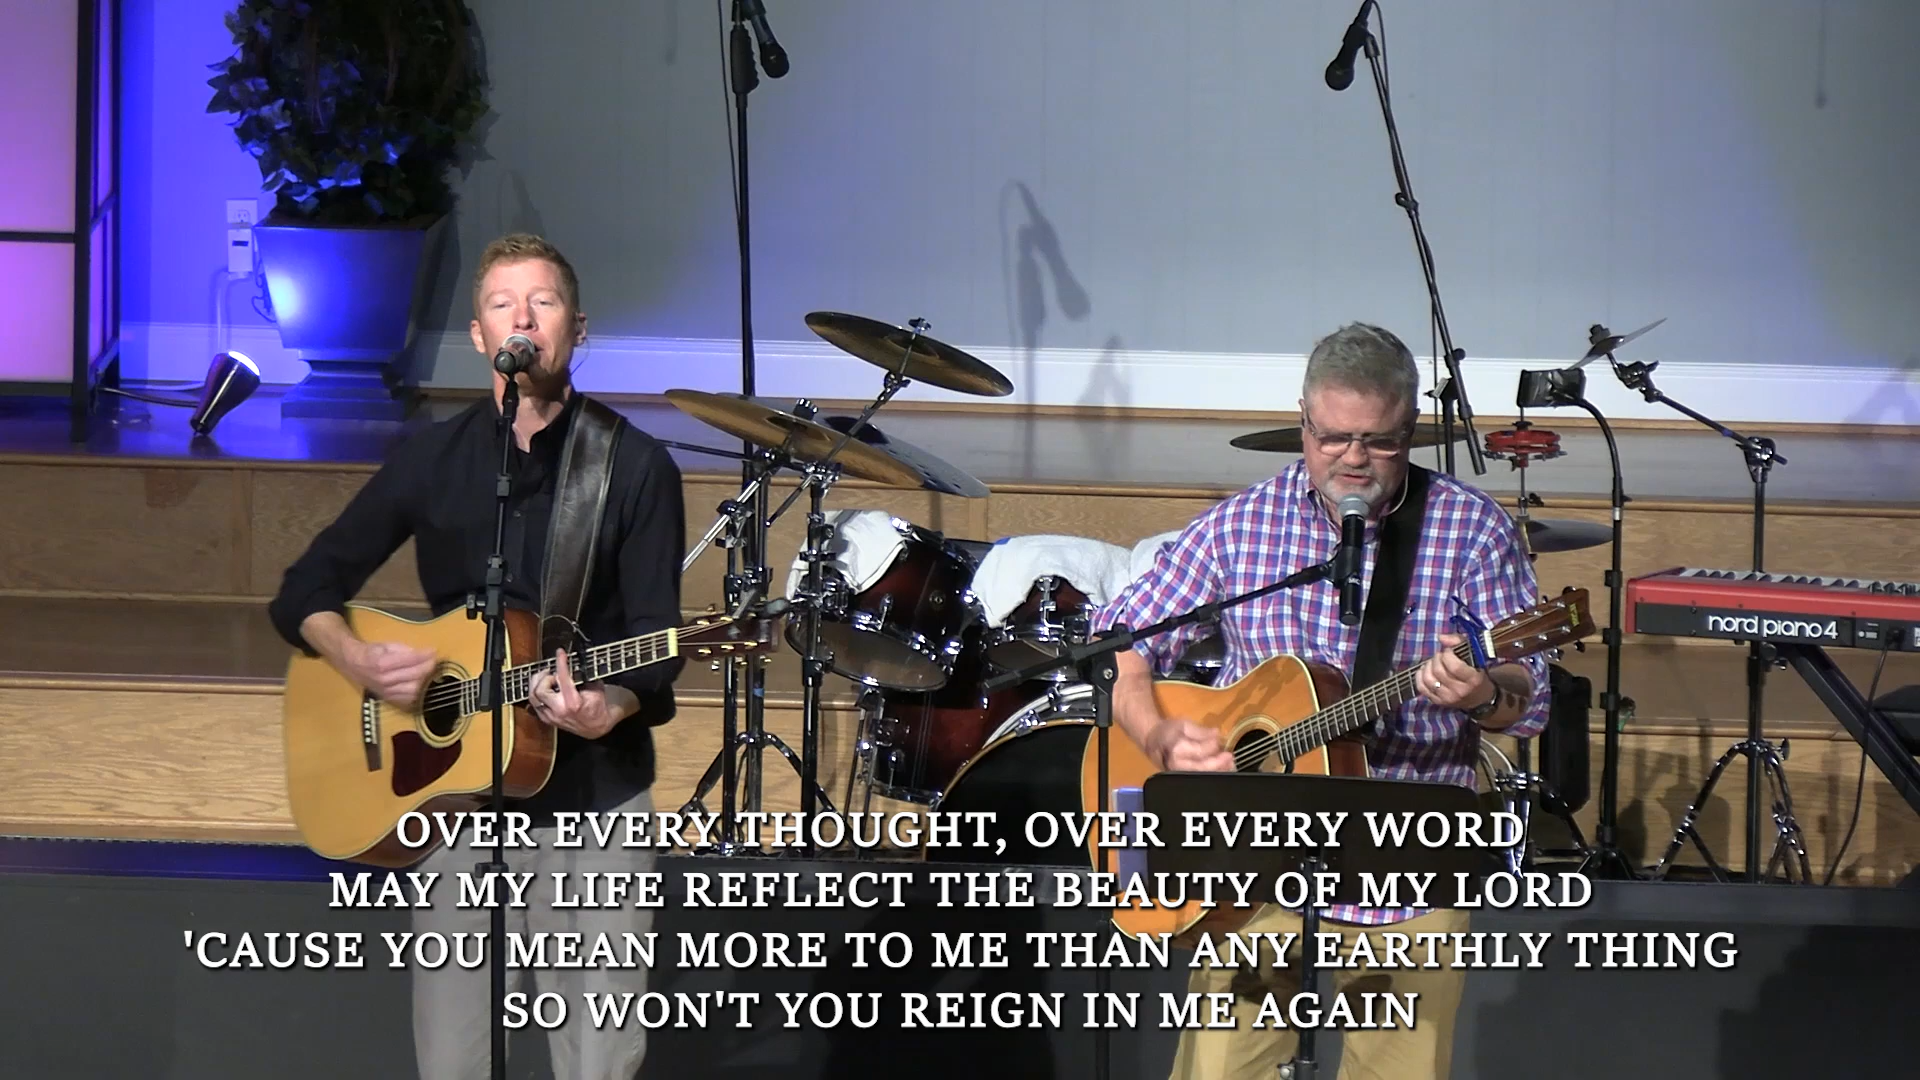 nord piano 4
OVER EVERY THOUGHT, OVER EVERY WORD
MAY MY LIFE REFLECT THE BEAUTY OF MY LORD
'CAUSE YOU MEAN MORE TO ME THAN ANY EARTHLY THING
SO WON'T YOU REIGN IN ME AGAIN